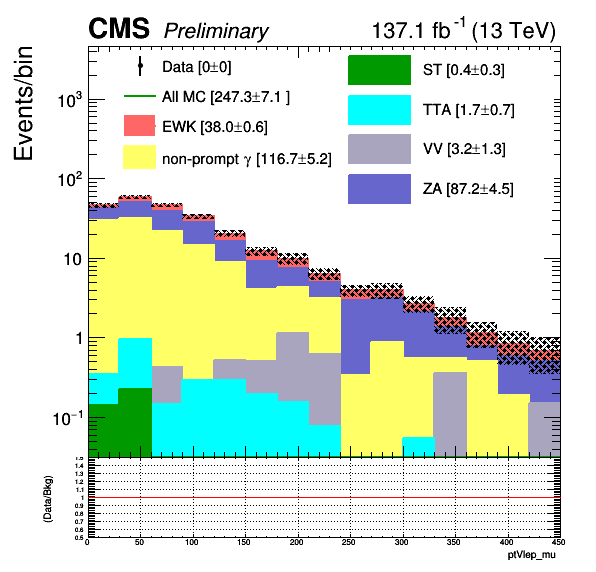 CMS Preliminary 137.1 fb⁻¹ (13 TeV)
Events/bin
Data [0±0]
All MC [247.3±7.1 ]
EWK [38.0±0.6]
non-prompt γ [116.7±5.2]
ST [0.4±0.3]
TTA [1.7±0.7]
VV [3.2±1.3]
ZA [87.2±4.5]
10³
10²
10
1
10⁻¹
(Data/Bkg)
1.5
1.4
1.3
1.2
1.1
1
0.9
0.8
0.7
0.6
0.5
0 50 100 150 200 250 300 350 400 450
ptVlep_mu